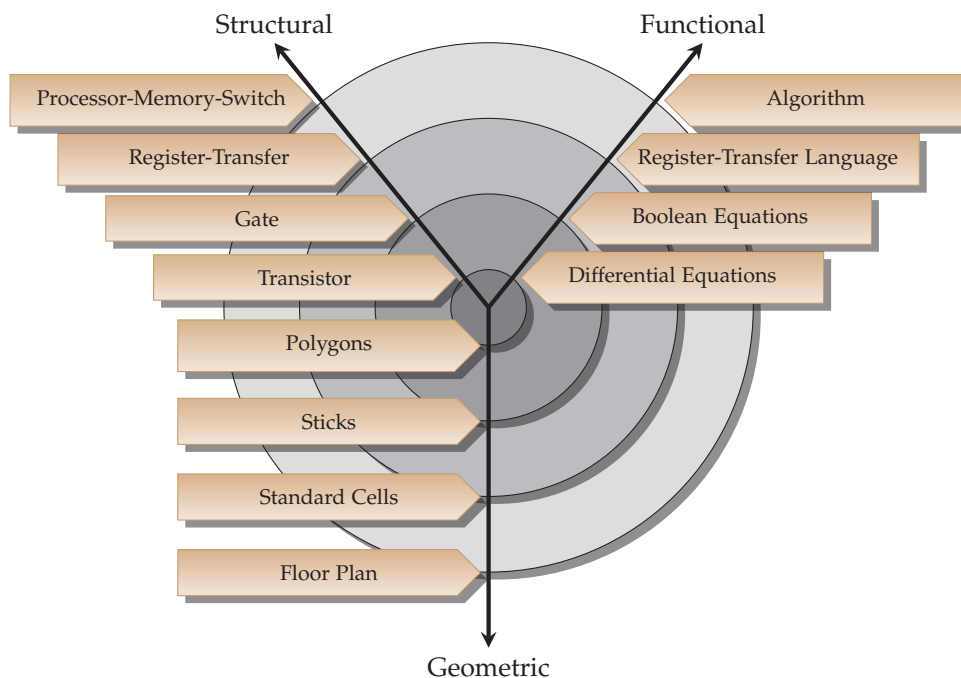 Structural
Functional
Processor-Memory-Switch
Algorithm
Register-Transfer
Register-Transfer Language
Gate
Boolean Equations
Transistor
Differential Equations
Polygons
Sticks
Standard Cells
Floor Plan
Geometric